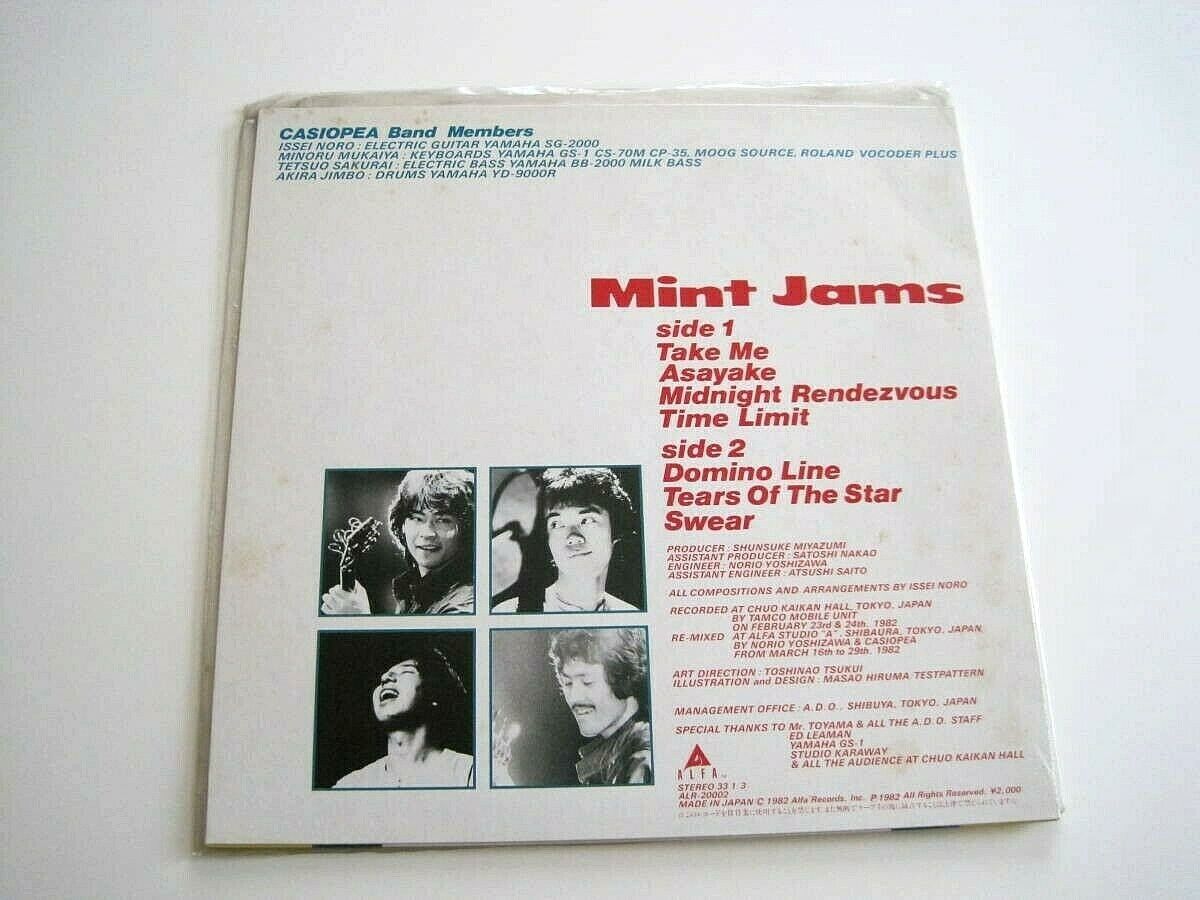 CASIOPEA Band Members
ISSEI NORO : ELECTRIC GUITAR YAMAHA SG-2000
MINORU MUKAIYA : KEYBOARDS YAMAHA GS-1 CS-70M CP-35, MOOG SOURCE, ROLAND VOCODER PLUS
TETSUO SAKURAI : ELECTRIC BASS YAMAHA BB-2000 MILK BASS
AKIRA JIMBO : DRUMS YAMAHA YD-9000R
Mint Jams
side 1
Take Me
Asayake
Midnight Rendezvous
Time Limit
side 2
Domino Line
Tears Of The Star
Swear
PRODUCER : SHUNSUKE MIYAZUMI
ASSISTANT PRODUCER : SATOSHI NAKAO
ENGINEER : NORIO YOSHIZAWA
ASSISTANT ENGINEER : ATSUSHI SAITO
ALL COMPOSITIONS AND ARRANGEMENTS BY ISSEI NORO
RECORDED AT CHUO KAIKAN HALL, TOKYO, JAPAN
BY TAMCO MOBILE UNIT
ON FEBRUARY 23rd & 24th, 1982
RE-MIXED AT ALFA STUDIO "A", SHIBAURA, TOKYO, JAPAN
BY NORIO YOSHIZAWA & CASIOPEA
FROM MARCH 16th to 29th, 1982
ART DIRECTION : TOSHINAO TSUKUI
ILLUSTRATION and DESIGN : MASAO HIRUMA TESTPATTERN
MANAGEMENT OFFICE : A.D.O., SHIBUYA, TOKYO, JAPAN
SPECIAL THANKS TO Mr. TOYAMA & ALL THE A.D.O. STAFF
ED LEAMAN
YAMAHA GS-1
STUDIO KARAWAY
& ALL THE AUDIENCE AT CHUO KAIKAN HALL
ALFA TM
STEREO 33 1/3
ALR-20002
MADE IN JAPAN © 1982 Alfa Records, Inc. P 1982 All Rights Reserved. ¥2,000